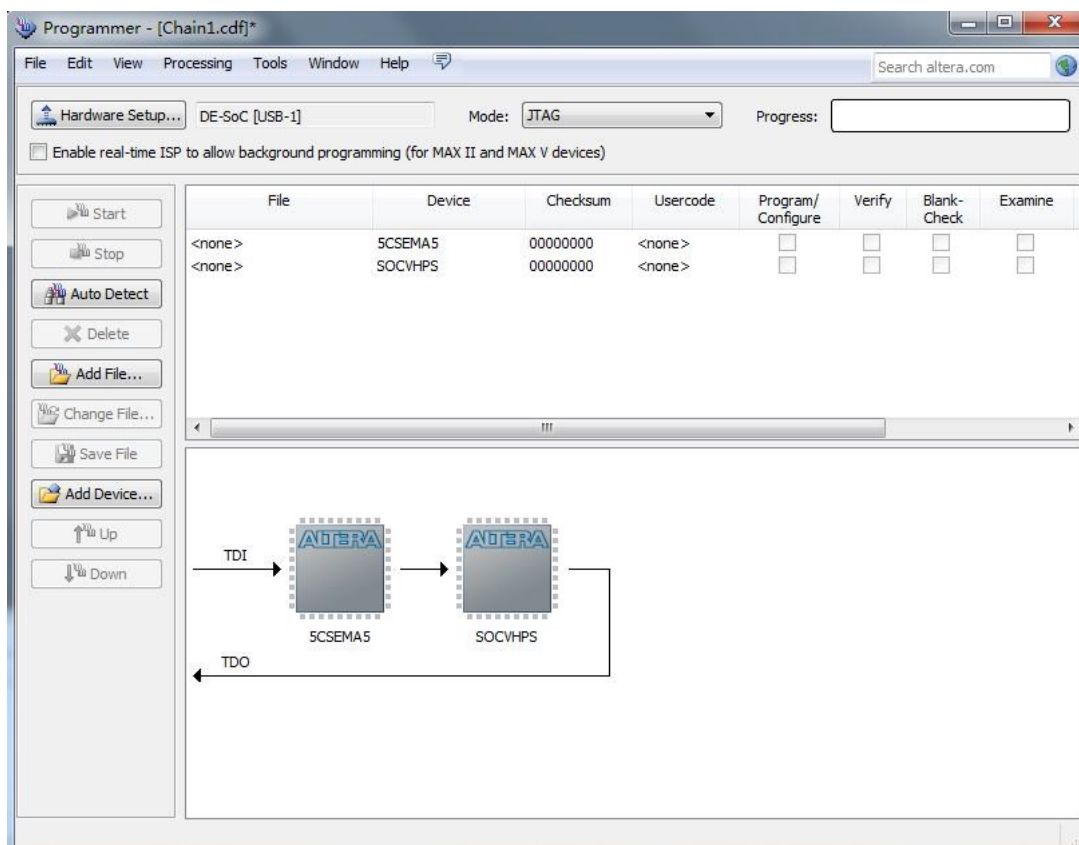 Programmer - [Chain1.cdf]*
File Edit View Processing Tools Window Help
Search altera.com
Hardware Setup... DE-SoC [USB-1] Mode: JTAG Progress:
Enable real-time ISP to allow background programming (for MAX II and MAX V devices)
Start
Stop
Auto Detect
Delete
Add File...
Change File...
Save File
Add Device...
Up
Down
File Device Checksum Usercode Program/ Verify Blank- Examine
Configure Check
<none> 5CSEMA5 00000000 <none>
<none> SOCVHPS 00000000 <none>
ALTERA ALTERA
TDI
5CSEMA5 SOCVHPS
TDO